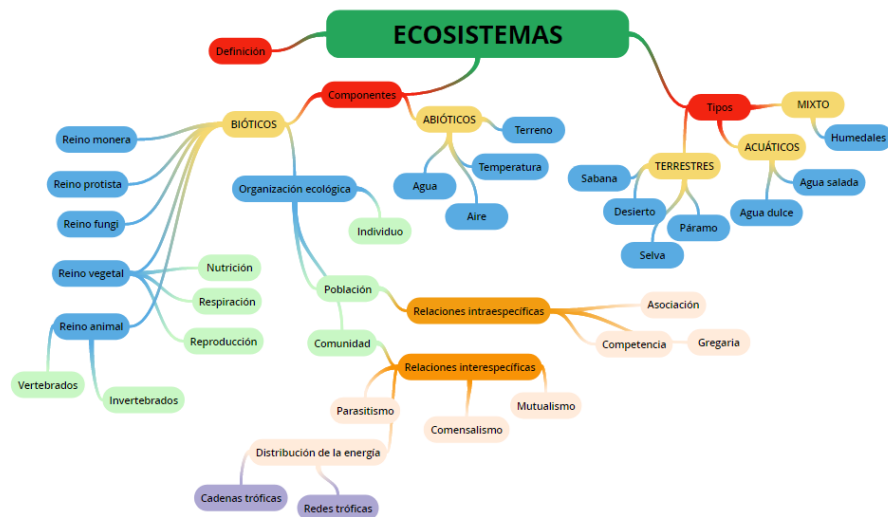 ECOSISTEMAS
Definición
Componentes
BIÓTICOS
Reino monera
Reino protista
Reino fungi
Reino vegetal
Nutrición
Respiración
Reproducción
Reino animal
Vertebrados
Invertebrados
Organización ecológica
Individuo
Población
Relaciones intraespecíficas
Asociación
Competencia
Gregaria
Comunidad
Relaciones interespecíficas
Parasitismo
Comensalismo
Mutualismo
Distribución de la energía
Cadenas tróficas
Redes tróficas
ABIÓTICOS
Terreno
Temperatura
Agua
Aire
Tipos
MIXTO
Humedales
ACUÁTICOS
Agua salada
Agua dulce
TERRESTRES
Sabana
Desierto
Selva
Páramo